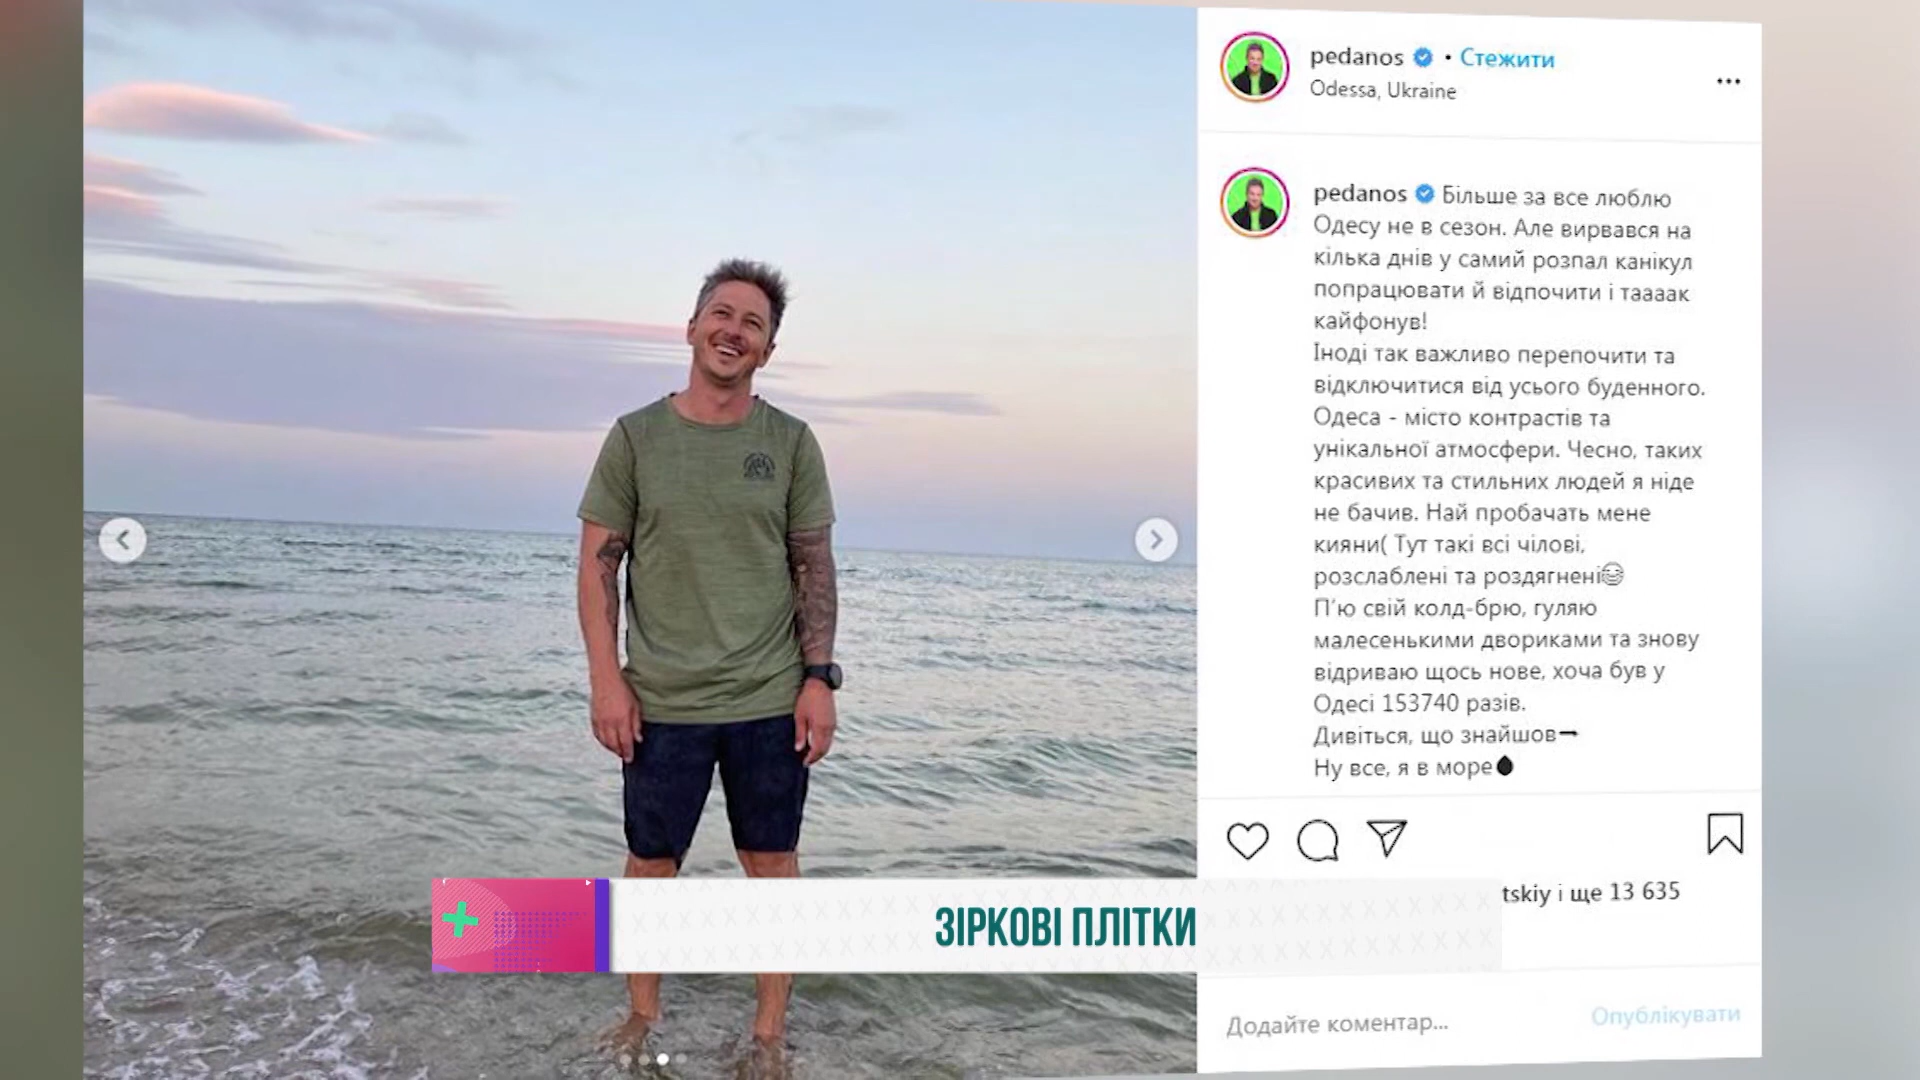 pedanos • Стежити
Odessa, Ukraine
pedanos Більше за все люблю
Одесу не в сезон. Але вирвався на
кілька днів у самий розпал канікул
попрацювати й відпочити і таааак
кайфонув!
Іноді так важливо перепочити та
відключитися від усього буденного.
Одеса - місто контрастів та
унікальної атмосфери. Чесно, таких
красивих та стильних людей я ніде
не бачив. Най пробачать мене
кияни( Тут такі всі чілові,
розслаблені та роздягнені😂
П'ю свій колд-брю, гуляю
малесенькими двориками та знову
відриваю щось нове, хоча був у
Одесі 153740 разів.
Дивіться, що знайшов➡
Ну все, я в море💧
tskiy і ще 13 635
ЗІРКОВІ ПЛІТКИ
Додайте коментар...
Опублікувати